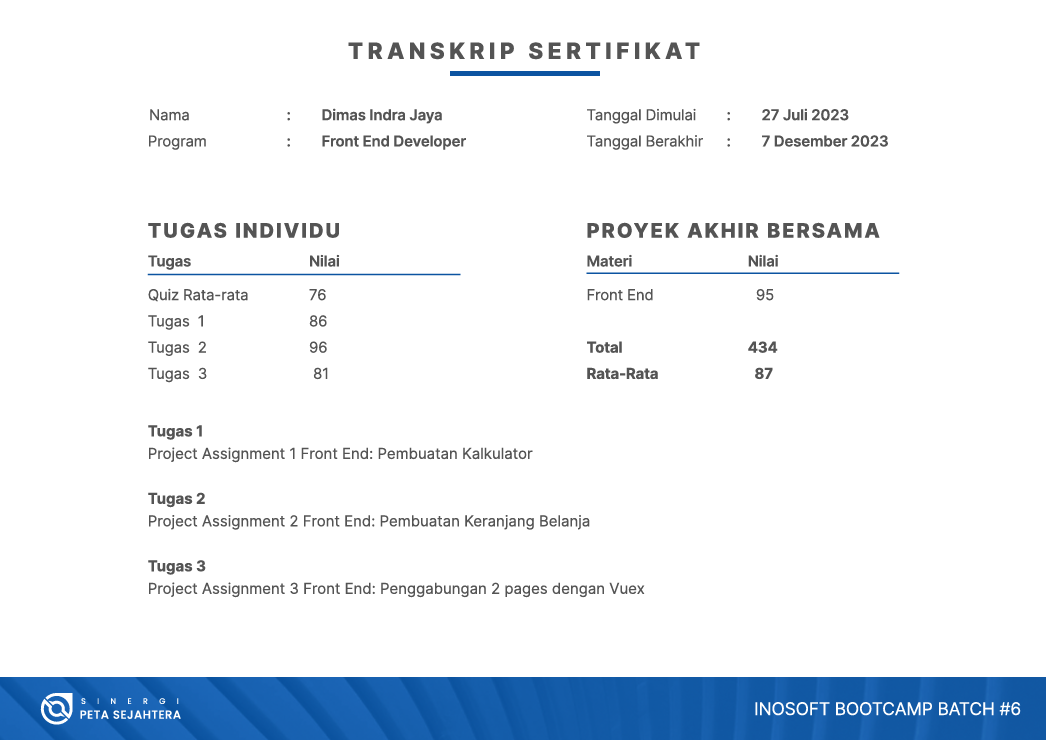 TRANSKRIP SERTIFIKAT
Nama : Dimas Indra Jaya
Program : Front End Developer
Tanggal Dimulai : 27 Juli 2023
Tanggal Berakhir : 7 Desember 2023
TUGAS INDIVIDU
Tugas Nilai
Quiz Rata-rata 76
Tugas 1 86
Tugas 2 96
Tugas 3 81
PROYEK AKHIR BERSAMA
Materi Nilai
Front End 95
Total 434
Rata-Rata 87
Tugas 1
Project Assignment 1 Front End: Pembuatan Kalkulator
Tugas 2
Project Assignment 2 Front End: Pembuatan Keranjang Belanja
Tugas 3
Project Assignment 3 Front End: Penggabungan 2 pages dengan Vuex
SINERGI
PETA SEJAHTERA
INOSOFT BOOTCAMP BATCH #6